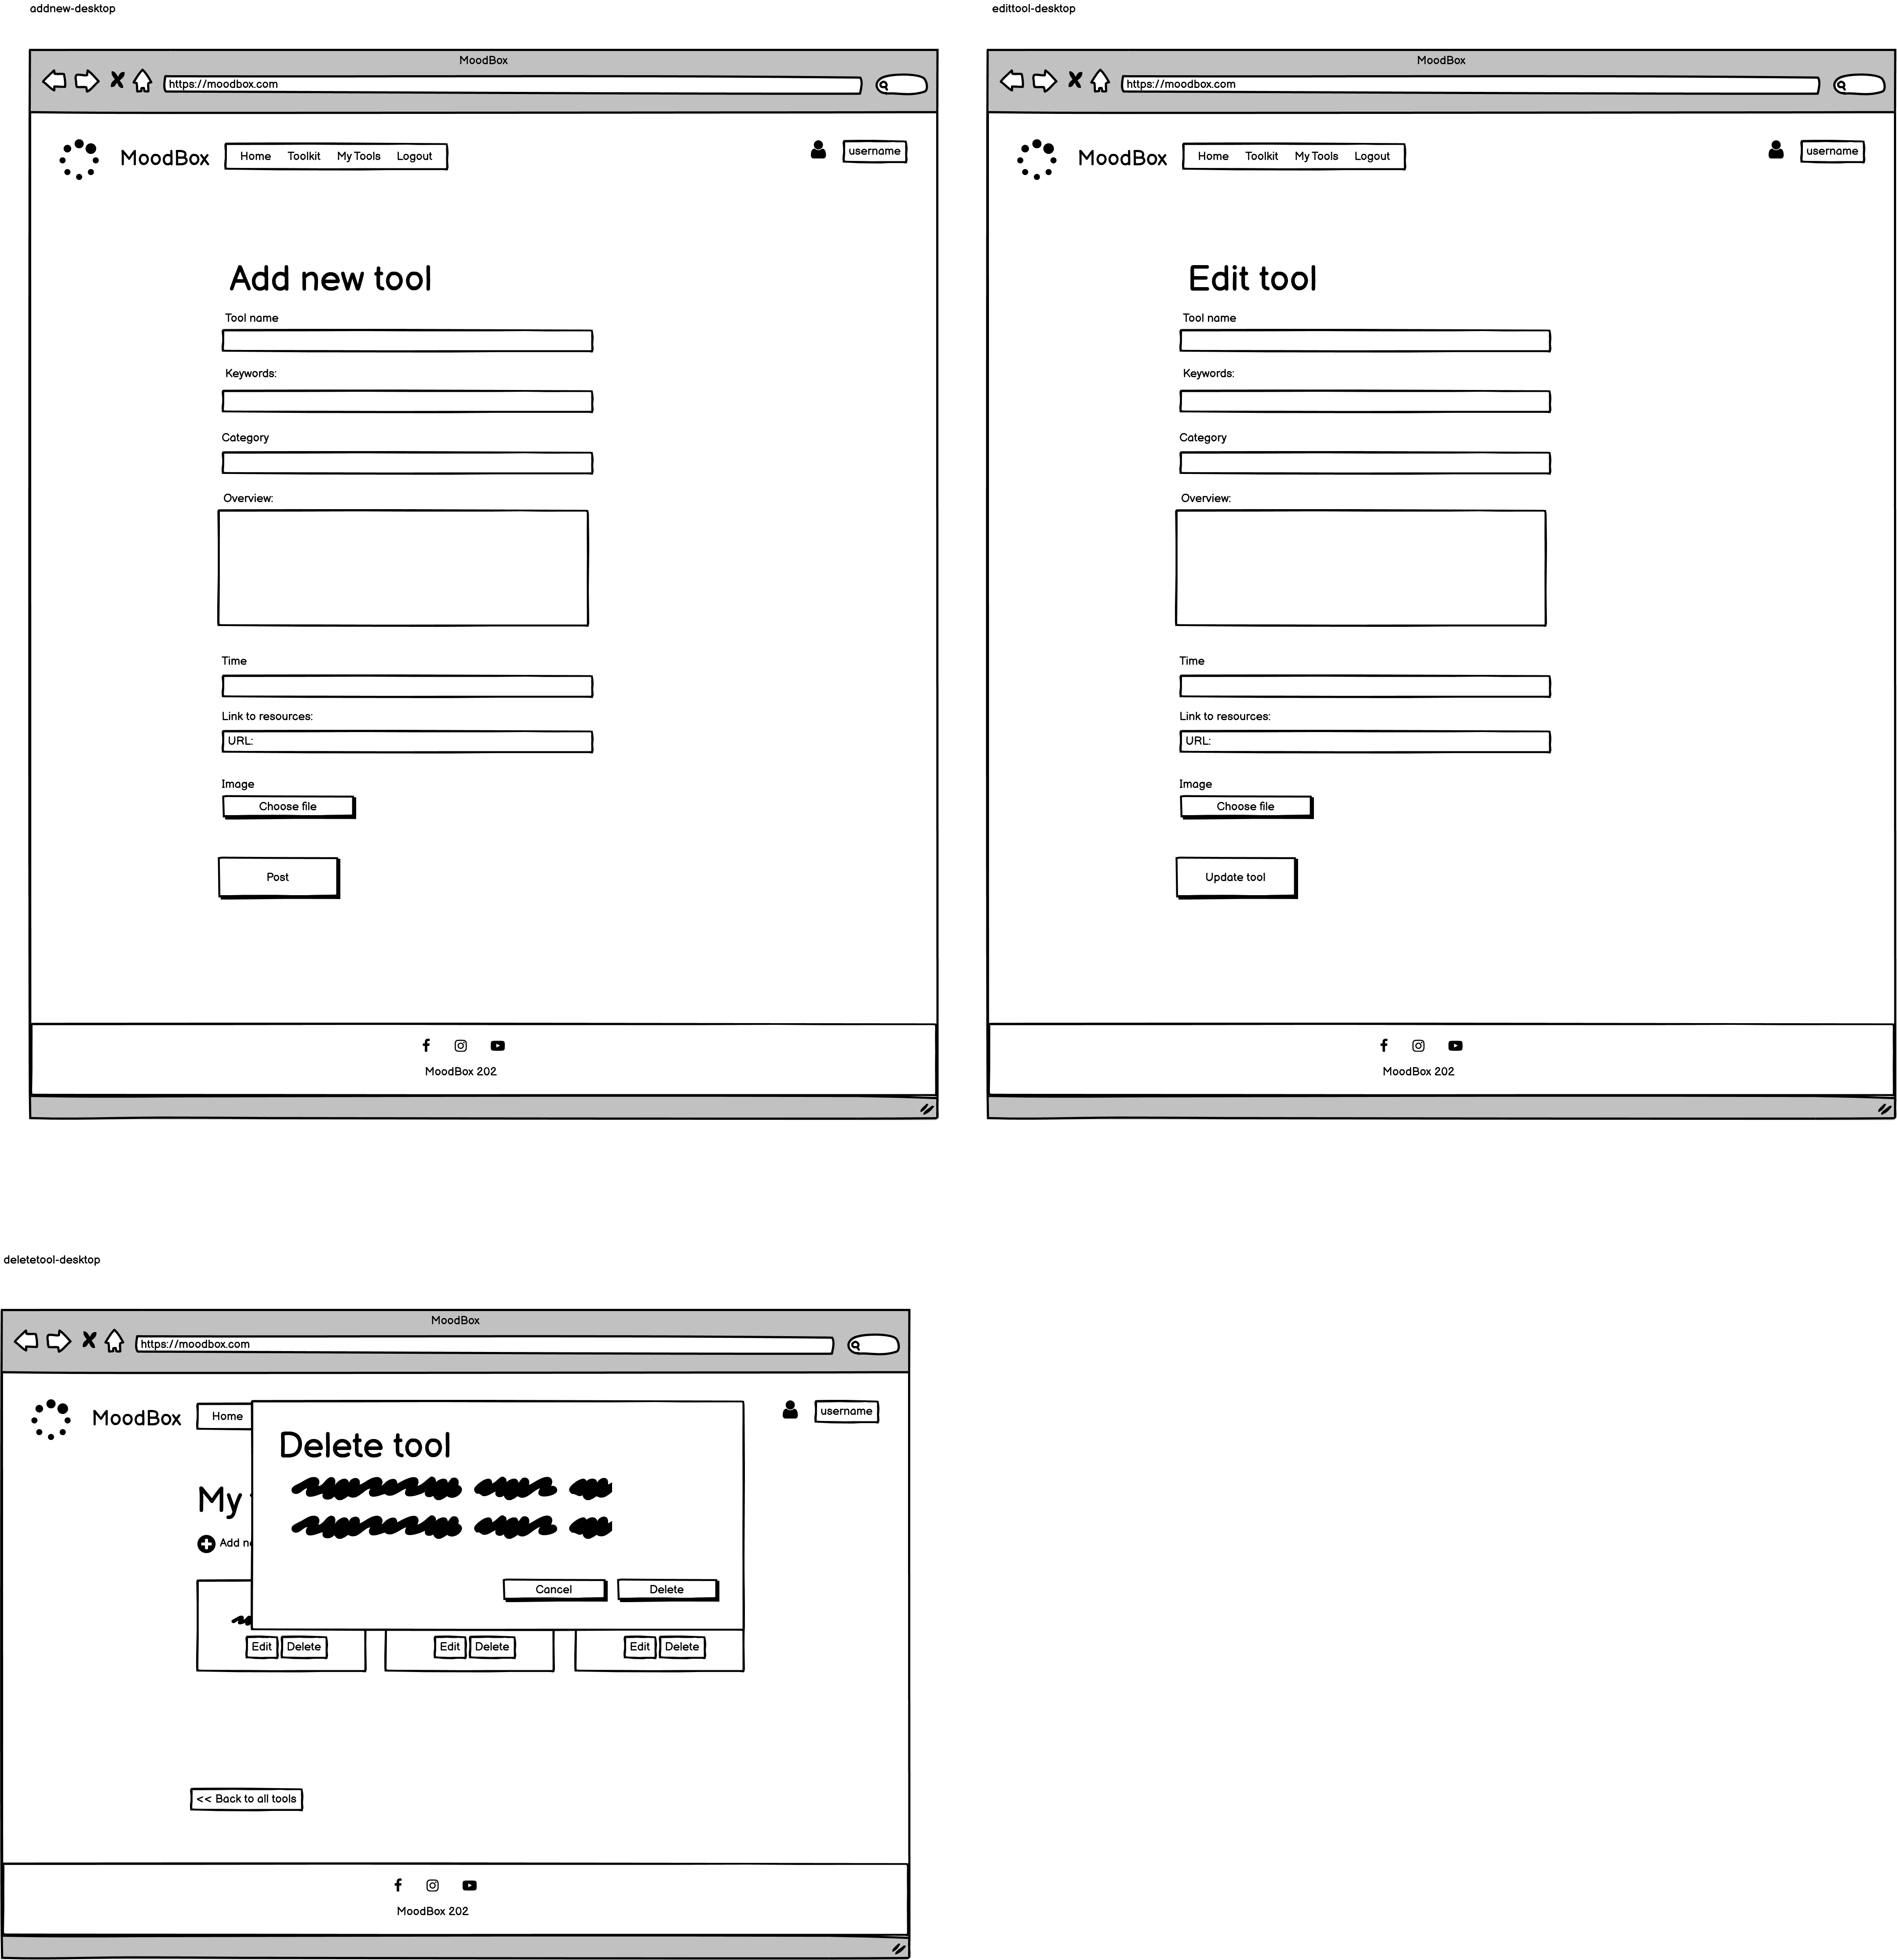 addnew-desktop
MoodBox
https://moodbox.com
MoodBox Home Toolkit My Tools Logout username
Add new tool
Tool name
Keywords:
Category
Overview:
Time
Link to resources:
URL:
Image
Choose file
Post
MoodBox 202
edittool-desktop
MoodBox
https://moodbox.com
MoodBox Home Toolkit My Tools Logout username
Edit tool
Tool name
Keywords:
Category
Overview:
Time
Link to resources:
URL:
Image
Choose file
Update tool
MoodBox 202
deletetool-desktop
MoodBox
https://moodbox.com
MoodBox Home username
Delete tool
My
Add
Cancel Delete
Edit Delete Edit Delete Edit Delete
<< Back to all tools
MoodBox 202